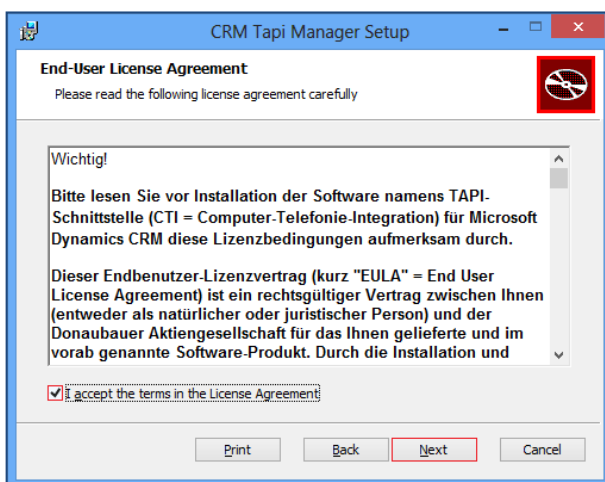 CRM Tapi Manager Setup
End-User License Agreement
Please read the following license agreement carefully
Wichtig!
Bitte lesen Sie vor Installation der Software namens TAPI-
Schnittstelle (CTI = Computer-Telefonie-Integration) für Microsoft
Dynamics CRM diese Lizenzbedingungen aufmerksam durch.
Dieser Endbenutzer-Lizenzvertrag (kurz "EULA" = End User
License Agreement) ist ein rechtsgültiger Vertrag zwischen Ihnen
(entweder als natürlicher oder juristischer Person) und der
Donaubauer Aktiengesellschaft für das Ihnen gelieferte und im
vorab genannte Software-Produkt. Durch die Installation und
I accept the terms in the License Agreement
Print Back Next Cancel